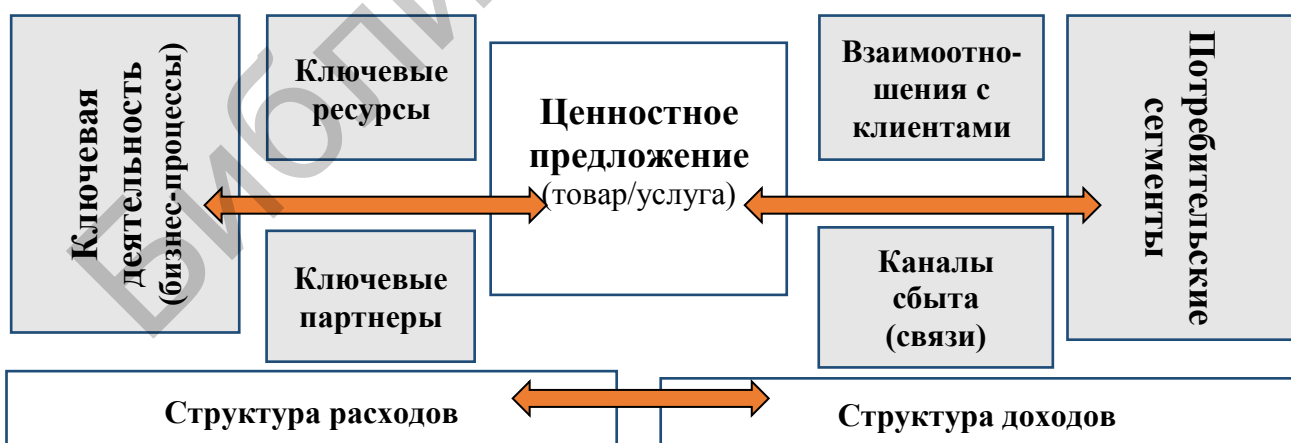 Ключевая
деятельность
(бизнес-процессы)
Ключевые
ресурсы
Ключевые
партнеры
Ценностное
предложение
(товар/услуга)
Взаимоотно-
шения с
клиентами
Каналы
сбыта
(связи)
Потребительские
сегменты
Структура расходов
Структура доходов